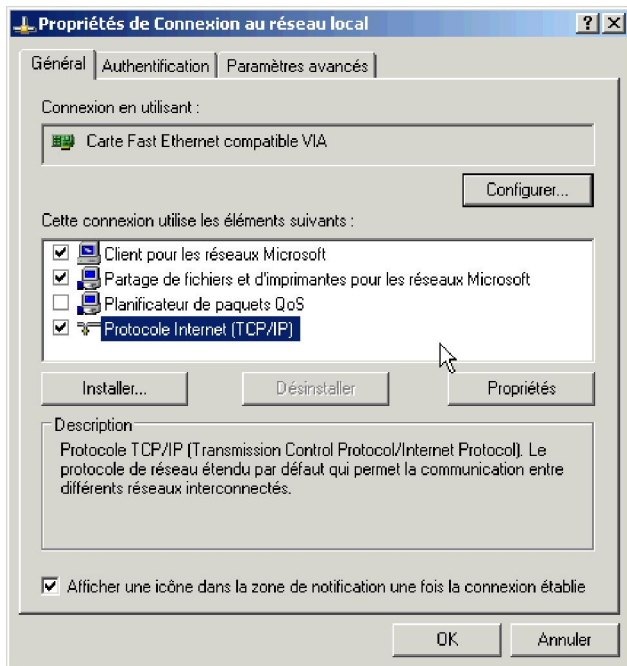 Propriétés de Connexion au réseau local
Général Authentification Paramètres avancés
Connexion en utilisant :
Carte Fast Ethernet compatible VIA
Configurer...
Cette connexion utilise les éléments suivants :
Client pour les réseaux Microsoft
Partage de fichiers et d'imprimantes pour les réseaux Microsoft
Planificateur de paquets QoS
Protocole Internet (TCP/IP)
Installer... Désinstaller Propriétés
Description
Protocole TCP/IP (Transmission Control Protocol/Internet Protocol). Le
protocole de réseau étendu par défaut qui permet la communication entre
différents réseaux interconnectés.
Afficher une icône dans la zone de notification une fois la connexion établie
OK Annuler